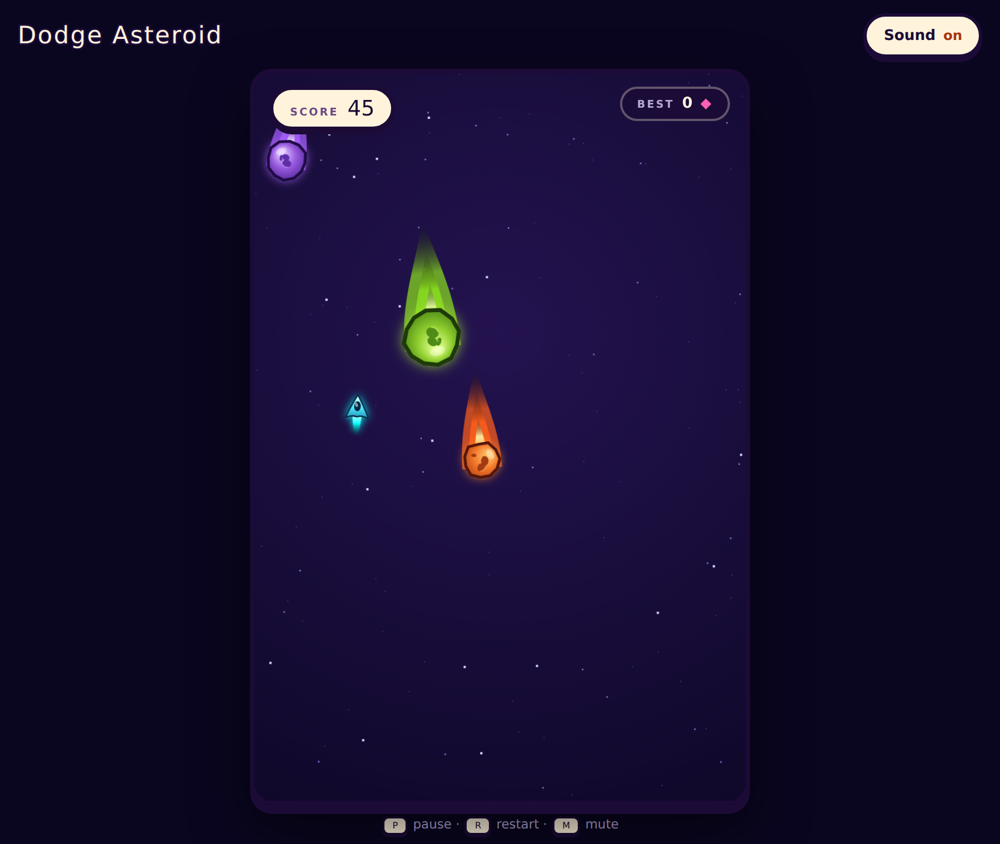 Dodge Asteroid
Sound on
SCORE 45
BEST 0
P pause · R restart · M mute